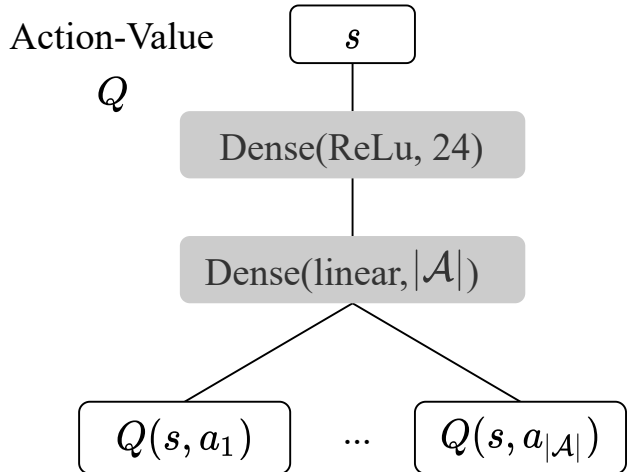 Action-Value
Q
s
Dense(ReLu, 24)
Dense(linear,|𝒜|)
Q(s, a₁) ... Q(s, a_{|𝒜|})